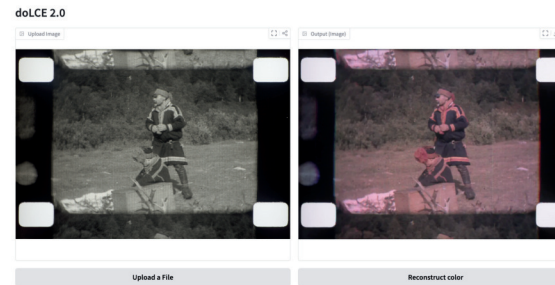 doLCE 2.0
Upload Image
Output (Image)
Upload a File
Reconstruct color